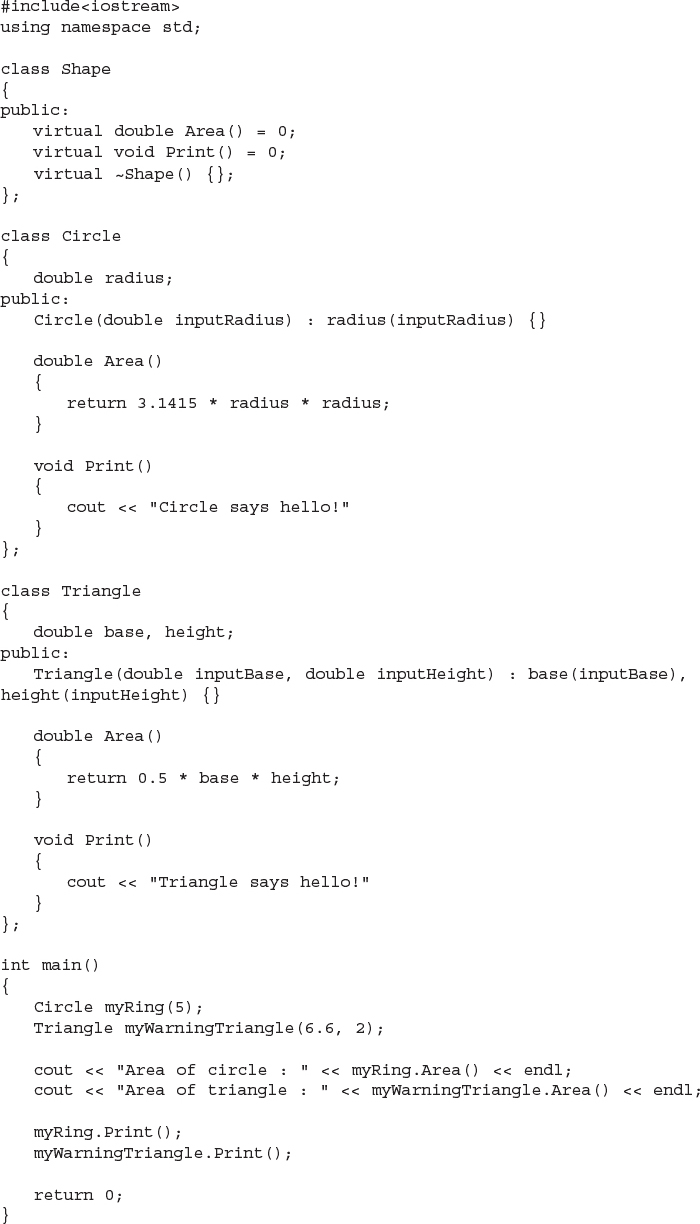 #include<iostream>
using namespace std;

class Shape
{
public:
   virtual double Area() = 0;
   virtual void Print() = 0;
   virtual ~Shape() {};
};

class Circle
{
   double radius;
public:
   Circle(double inputRadius) : radius(inputRadius) {}

   double Area()
   {
      return 3.1415 * radius * radius;
   }

   void Print()
   {
      cout << "Circle says hello!"
   }
};

class Triangle
{
   double base, height;
public:
   Triangle(double inputBase, double inputHeight) : base(inputBase),
height(inputHeight) {}

   double Area()
   {
      return 0.5 * base * height;
   }

   void Print()
   {
      cout << "Triangle says hello!"
   }
};

int main()
{
   Circle myRing(5);
   Triangle myWarningTriangle(6.6, 2);

   cout << "Area of circle : " << myRing.Area() << endl;
   cout << "Area of triangle : " << myWarningTriangle.Area() << endl;

   myRing.Print();
   myWarningTriangle.Print();

   return 0;
}